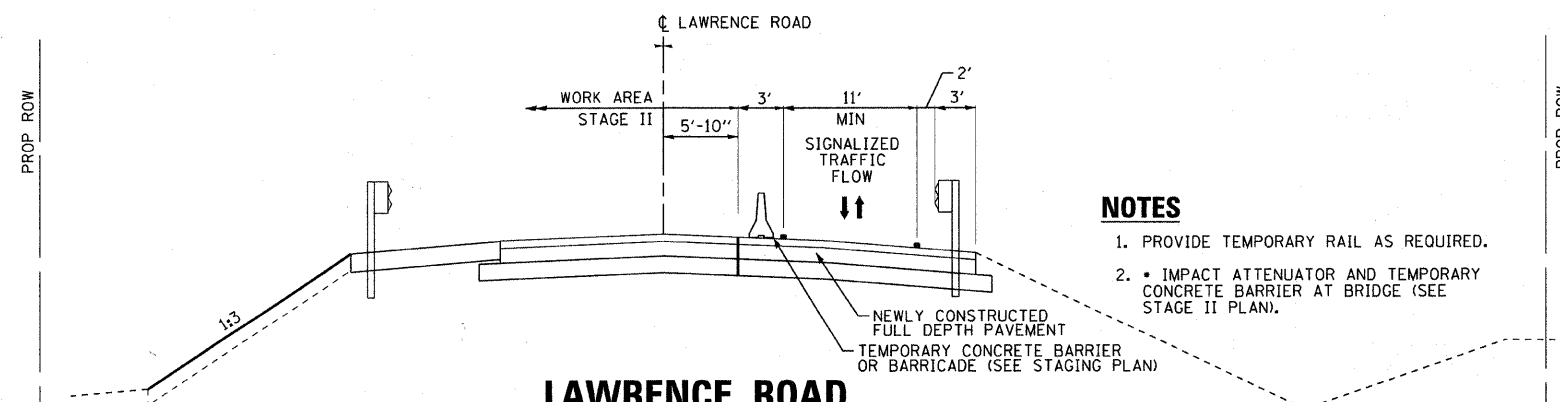 ℄ LAWRENCE ROAD
PROP ROW
WORK AREA
STAGE II
5'-10"
3'
11'
MIN
2'
3'
SIGNALIZED
TRAFFIC
FLOW
PROP ROW
NOTES
1. PROVIDE TEMPORARY RAIL AS REQUIRED.
2. * IMPACT ATTENUATOR AND TEMPORARY
CONCRETE BARRIER AT BRIDGE (SEE
STAGE II PLAN).
1:3
NEWLY CONSTRUCTED
FULL DEPTH PAVEMENT
TEMPORARY CONCRETE BARRIER
OR BARRICADE (SEE STAGING PLAN)
LAWRENCE ROAD